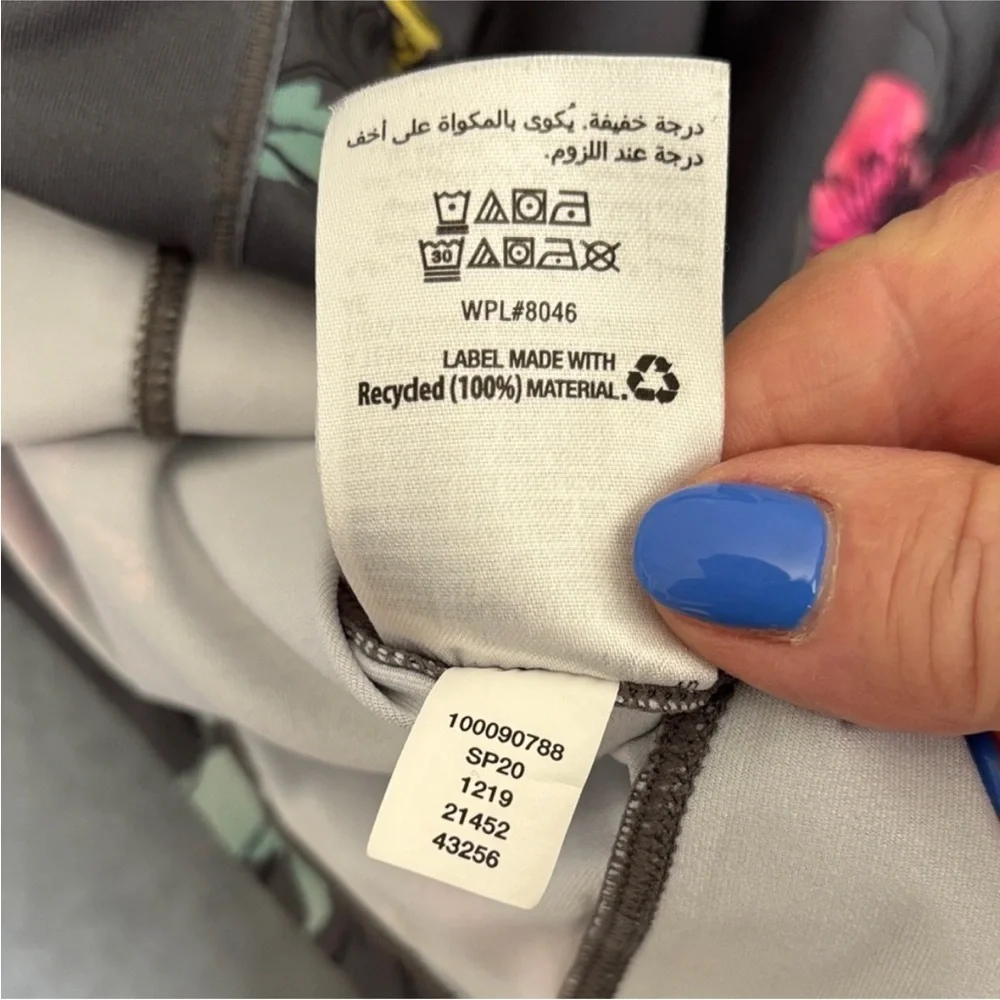 درجة خفيفة. يُكوى بالمكواة على أخف
درجة عند اللزوم.
30
WPL#8046
LABEL MADE WITH
Recycled (100%) MATERIAL.
100090788
SP20
1219
21452
43256